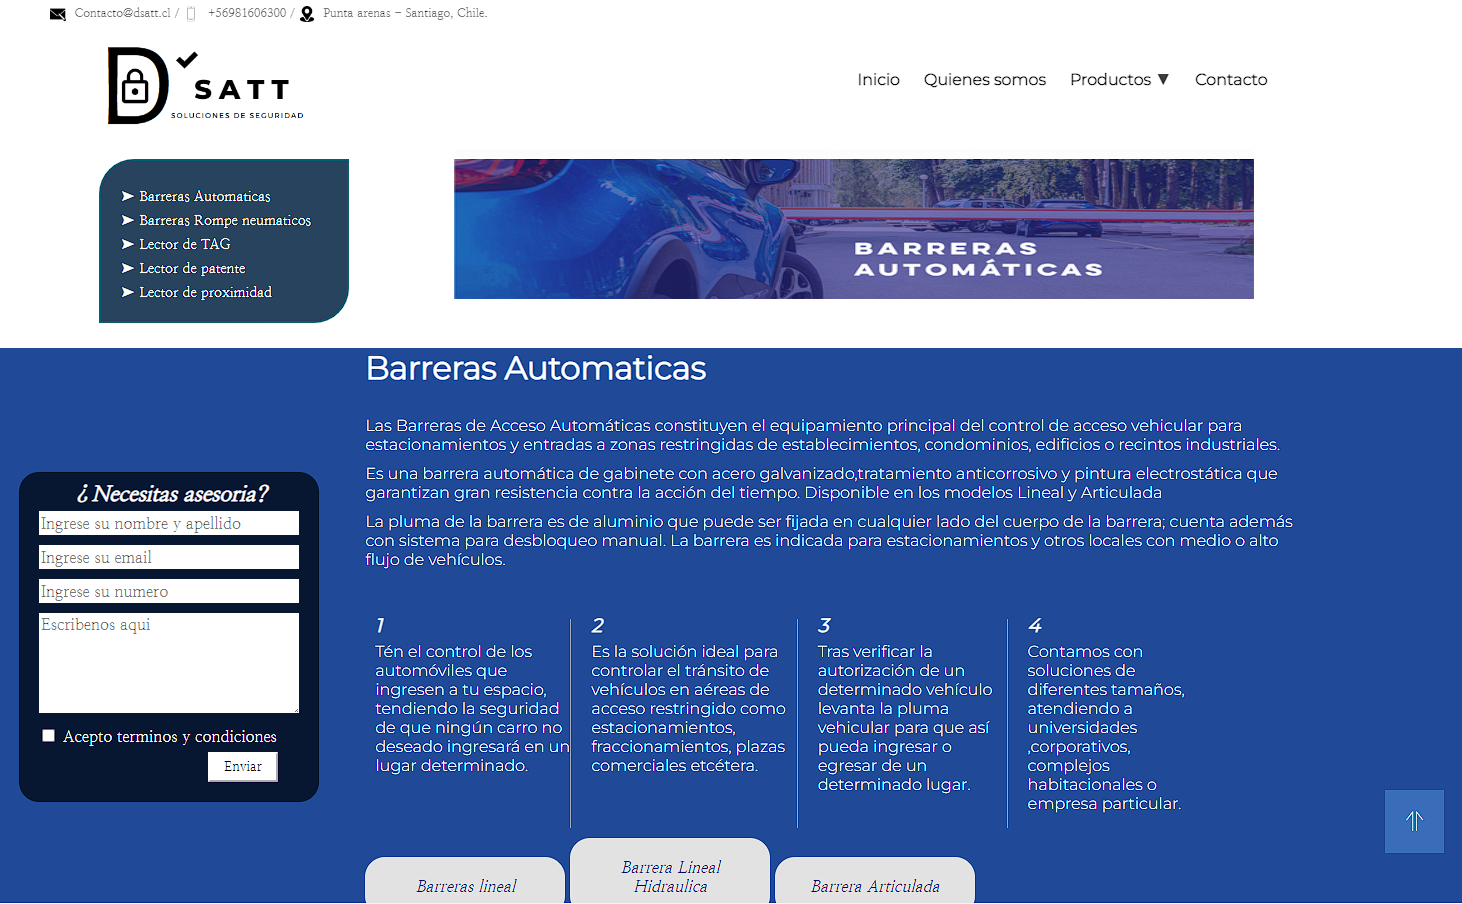 Contacto@dsatt.cl / +56981606300 / Punta arenas - Santiago, Chile.
D SATT
SOLUCIONES DE SEGURIDAD
Inicio Quienes somos Productos ▼ Contacto
➤ Barreras Automaticas
➤ Barreras Rompe neumaticos
➤ Lector de TAG
➤ Lector de patente
➤ Lector de proximidad
BARRERAS
AUTOMÁTICAS
Barreras Automaticas
Las Barreras de Acceso Automáticas constituyen el equipamiento principal del control de acceso vehicular para
estacionamientos y entradas a zonas restringidas de establecimientos, condominios, edificios o recintos industriales.
Es una barrera automática de gabinete con acero galvanizado,tratamiento anticorrosivo y pintura electrostática que
garantizan gran resistencia contra la acción del tiempo. Disponible en los modelos Lineal y Articulada
La pluma de la barrera es de aluminio que puede ser fijada en cualquier lado del cuerpo de la barrera; cuenta además
con sistema para desbloqueo manual. La barrera es indicada para estacionamientos y otros locales con medio o alto
flujo de vehículos.
¿ Necesitas asesoria?
Ingrese su nombre y apellido
Ingrese su email
Ingrese su numero
Escribenos aqui
Acepto terminos y condiciones
Enviar
1
Tén el control de los
automóviles que
ingresen a tu espacio,
tendiendo la seguridad
de que ningún carro no
deseado ingresará en un
lugar determinado.
2
Es la solución ideal para
controlar el tránsito de
vehículos en aéreas de
acceso restringido como
estacionamientos,
fraccionamientos, plazas
comerciales etcétera.
3
Tras verificar la
autorización de un
determinado vehículo
levanta la pluma
vehicular para que así
pueda ingresar o
egresar de un
determinado lugar.
4
Contamos con
soluciones de
diferentes tamaños,
atendiendo a
universidades
,corporativos,
complejos
habitacionales o
empresa particular.
Barreras lineal
Barrera Lineal
Hidraulica
Barrera Articulada